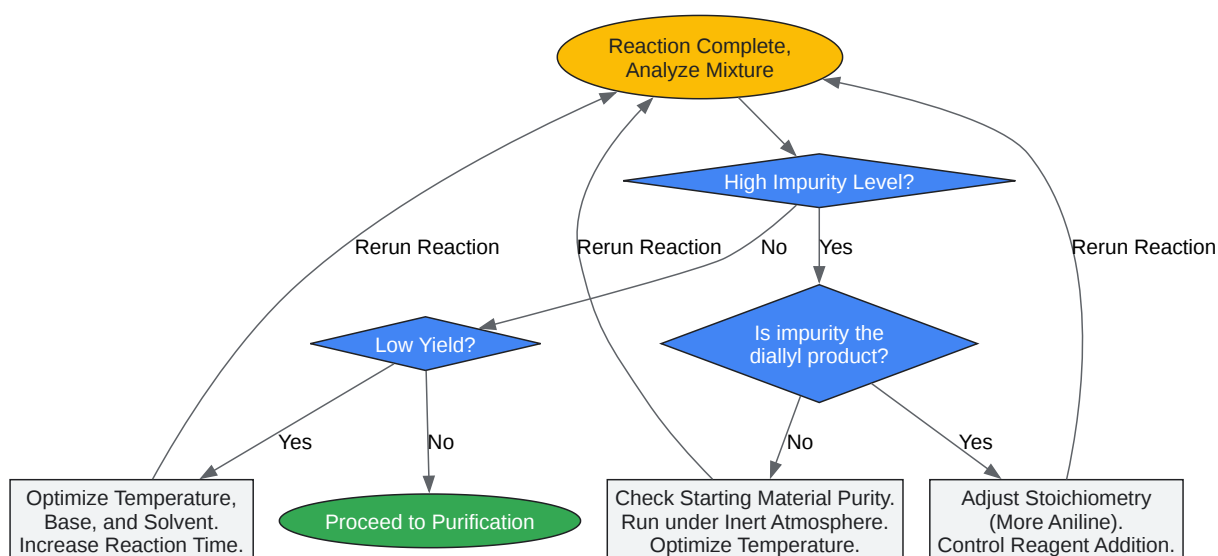 Reaction Complete,
Analyze Mixture
High Impurity Level?
Rerun Reaction
Rerun Reaction
No
Yes
Rerun Reaction
Low Yield?
Is impurity the
diallyl product?
Yes
No
No
Yes
Optimize Temperature,
Base, and Solvent.
Increase Reaction Time.
Proceed to Purification
Check Starting Material Purity.
Run under Inert Atmosphere.
Optimize Temperature.
Adjust Stoichiometry
(More Aniline).
Control Reagent Addition.